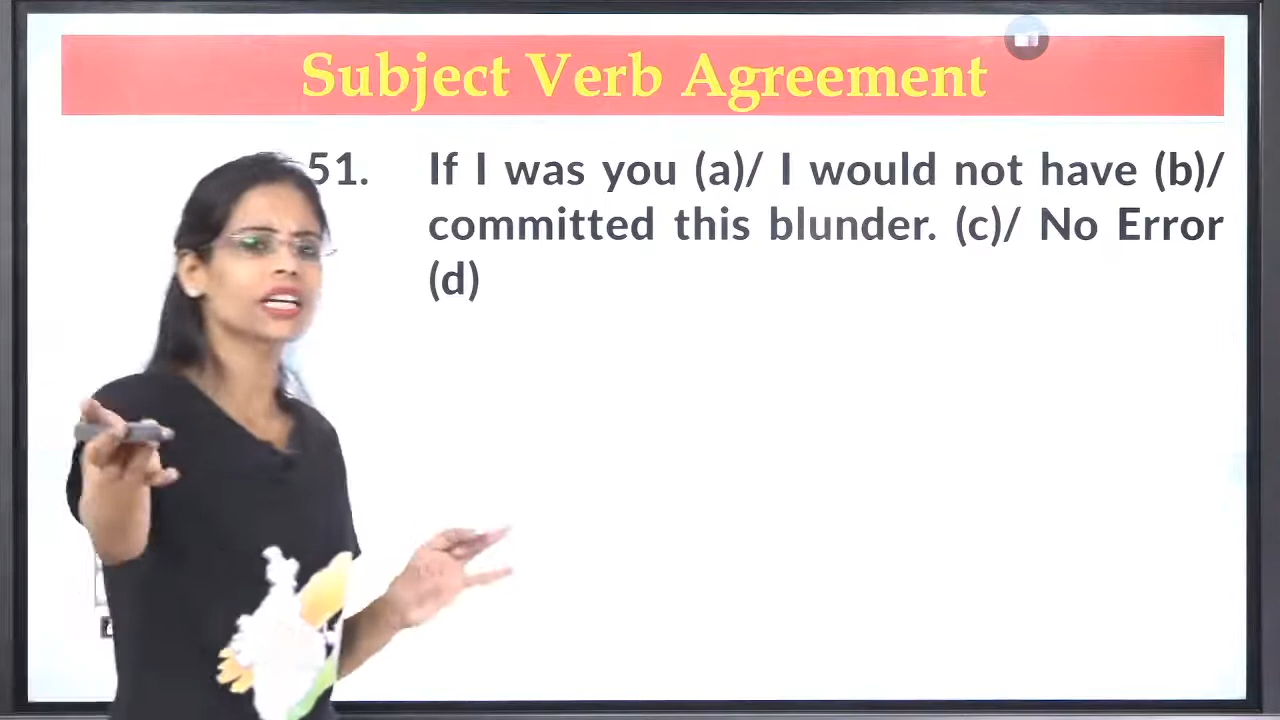 Subject Verb Agreement
51. If I was you (a)/ I would not have (b)/
committed this blunder. (c)/ No Error
(d)